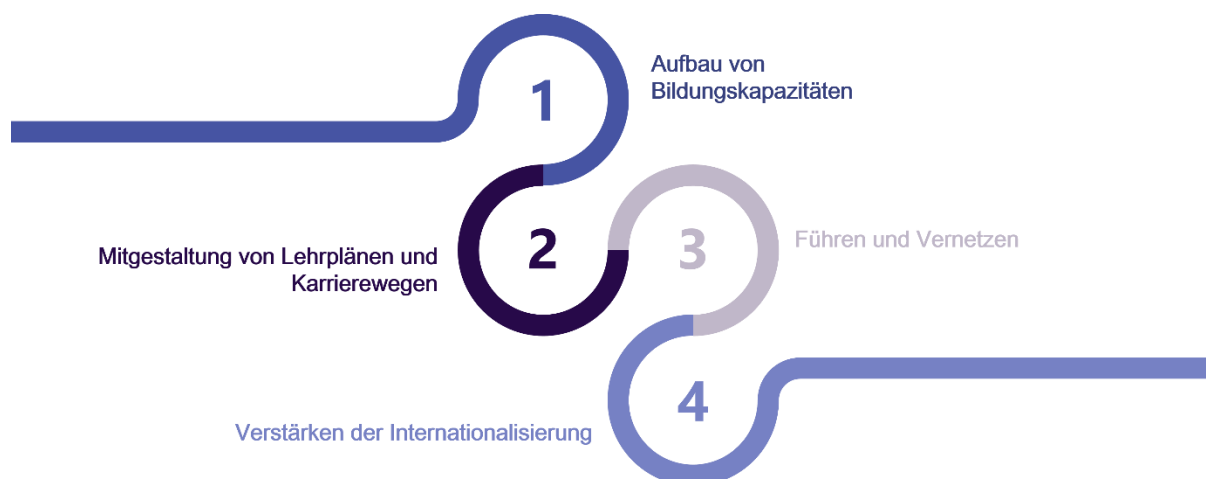 1
Aufbau von
Bildungskapazitäten
2
Mitgestaltung von Lehrplänen und
Karrierewegen
3
Führen und Vernetzen
4
Verstärken der Internationalisierung